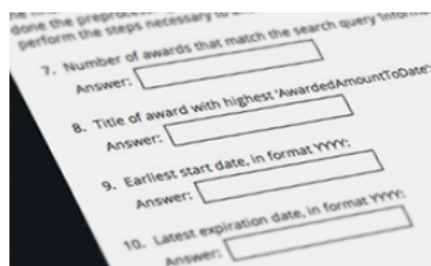 done the preprocess
perform the steps necessary to
7. Number of awards that match the search query 'Informa
Answer:
8. Title of award with highest 'AwardedAmountToDate':
Answer:
9. Earliest start date, in format YYYY:
Answer:
10. Latest expiration date, in format YYYY:
Answer: